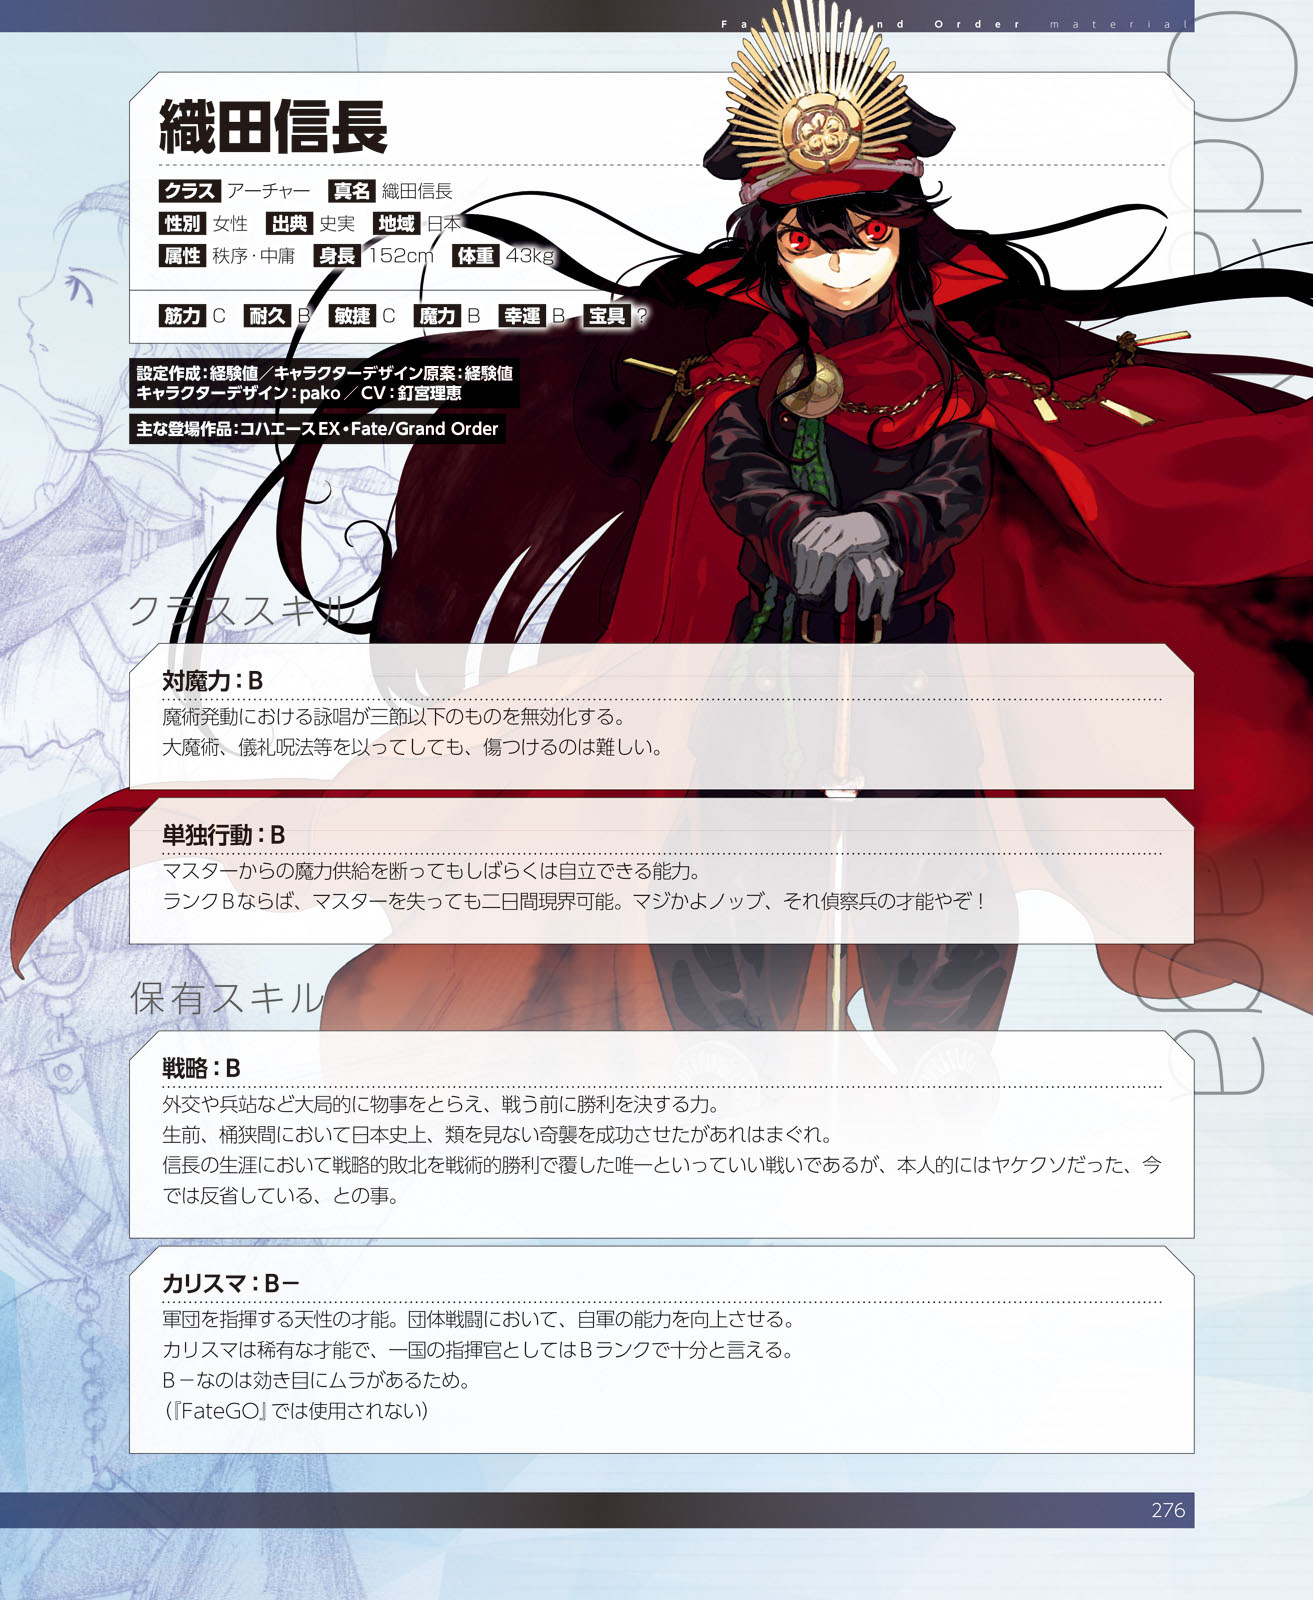 Fa nd Order material
織田信長
クラス アーチャー 真名 織田信長
性別 女性 出典 史実 地域 日本
属性 秩序・中庸 身長 152cm 体重 43kg
筋力 C 耐久 B 敏捷 C 魔力 B 幸運 B 宝具 ?
設定作成:経験値/キャラクターデザイン原案:経験値
キャラクターデザイン:pako/CV:釘宮理恵
主な登場作品:コハエースEX・Fate/Grand Order
クラススキル
対魔力:B
魔術発動における詠唱が三節以下のものを無効化する。
大魔術、儀礼呪法等を以ってしても、傷つけるのは難しい。
単独行動:B
マスターからの魔力供給を断ってもしばらくは自立できる能力。
ランクBならば、マスターを失っても二日間現界可能。マジかよノッブ、それ偵察兵の才能やぞ!
保有スキル
戦略:B
外交や兵站など大局的に物事をとらえ、戦う前に勝利を決する力。
生前、桶狭間において日本史上、類を見ない奇襲を成功させたがあれはまぐれ。
信長の生涯において戦略的敗北を戦術的勝利で覆した唯一といっていい戦いであるが、本人的にはヤケクソだった、今
では反省している、との事。
カリスマ:B−
軍団を指揮する天性の才能。団体戦闘において、自軍の能力を向上させる。
カリスマは稀有な才能で、一国の指揮官としてはBランクで十分と言える。
B−なのは効き目にムラがあるため。
(『FateGO』では使用されない)
276